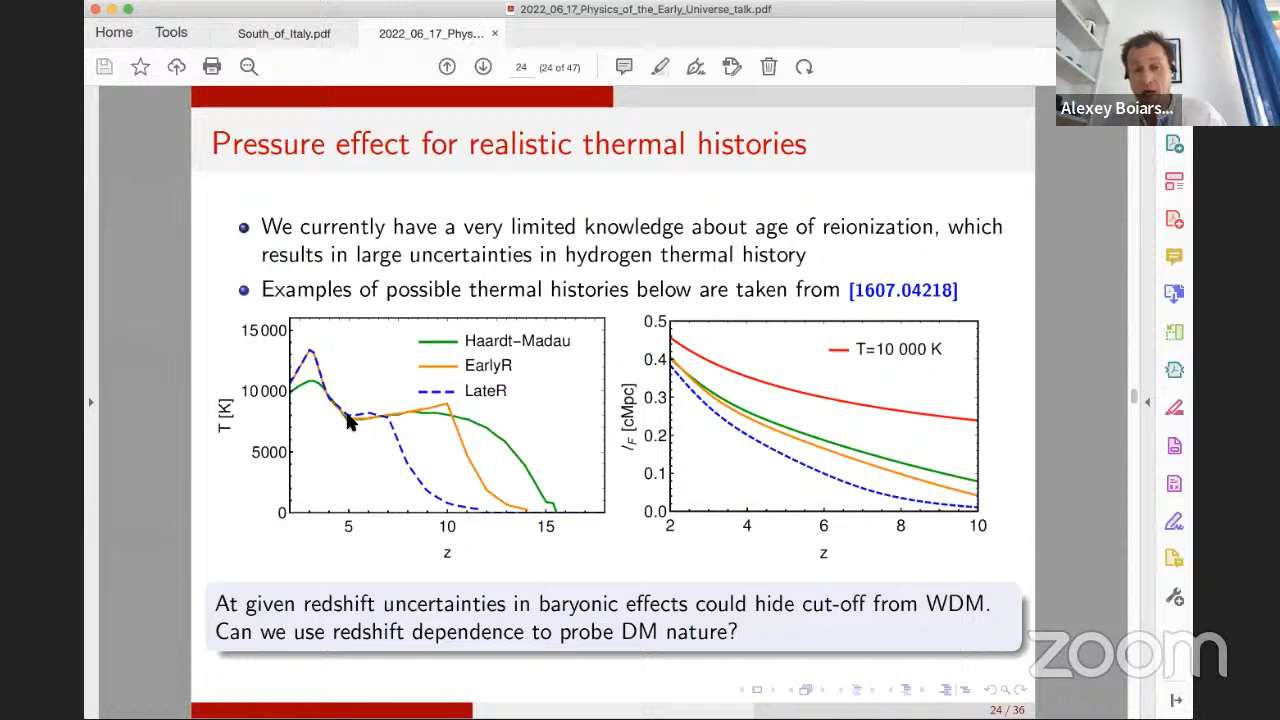 2022_06_17_Physics_of_the_Early_Universe_talk.pdf
Home
Tools
South_of_Italy.pdf
2022_06_17_Phys... ×
24 (24 of 47)
Alexey Boiars...
Pressure effect for realistic thermal histories
We currently have a very limited knowledge about age of reionization, which
results in large uncertainties in hydrogen thermal history
Examples of possible thermal histories below are taken from [1607.04218]
T [K]
15000
10000
5000
0
5
10
15
z
Haardt-Madau
EarlyR
LateR
l_F [cMpc]
0.5
0.4
0.3
0.2
0.1
0.0
2
4
6
8
10
z
T=10 000 K
At given redshift uncertainties in baryonic effects could hide cut-off from WDM.
Can we use redshift dependence to probe DM nature?
zoom
24 / 36